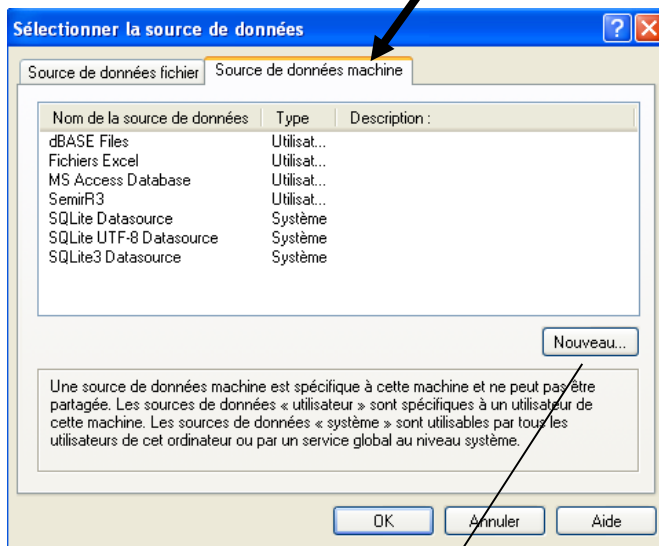 Sélectionner la source de données
Source de données fichier Source de données machine
Nom de la source de données Type Description :
dBASE Files Utilisat...
Fichiers Excel Utilisat...
MS Access Database Utilisat...
SemirR3 Utilisat...
SQLite Datasource Système
SQLite UTF-8 Datasource Système
SQLite3 Datasource Système
Nouveau...
Une source de données machine est spécifique à cette machine et ne peut pas être
partagée. Les sources de données « utilisateur » sont spécifiques à un utilisateur de
cette machine. Les sources de données « système » sont utilisables par tous les
utilisateurs de cet ordinateur ou par un service global au niveau système.
OK Annuler Aide